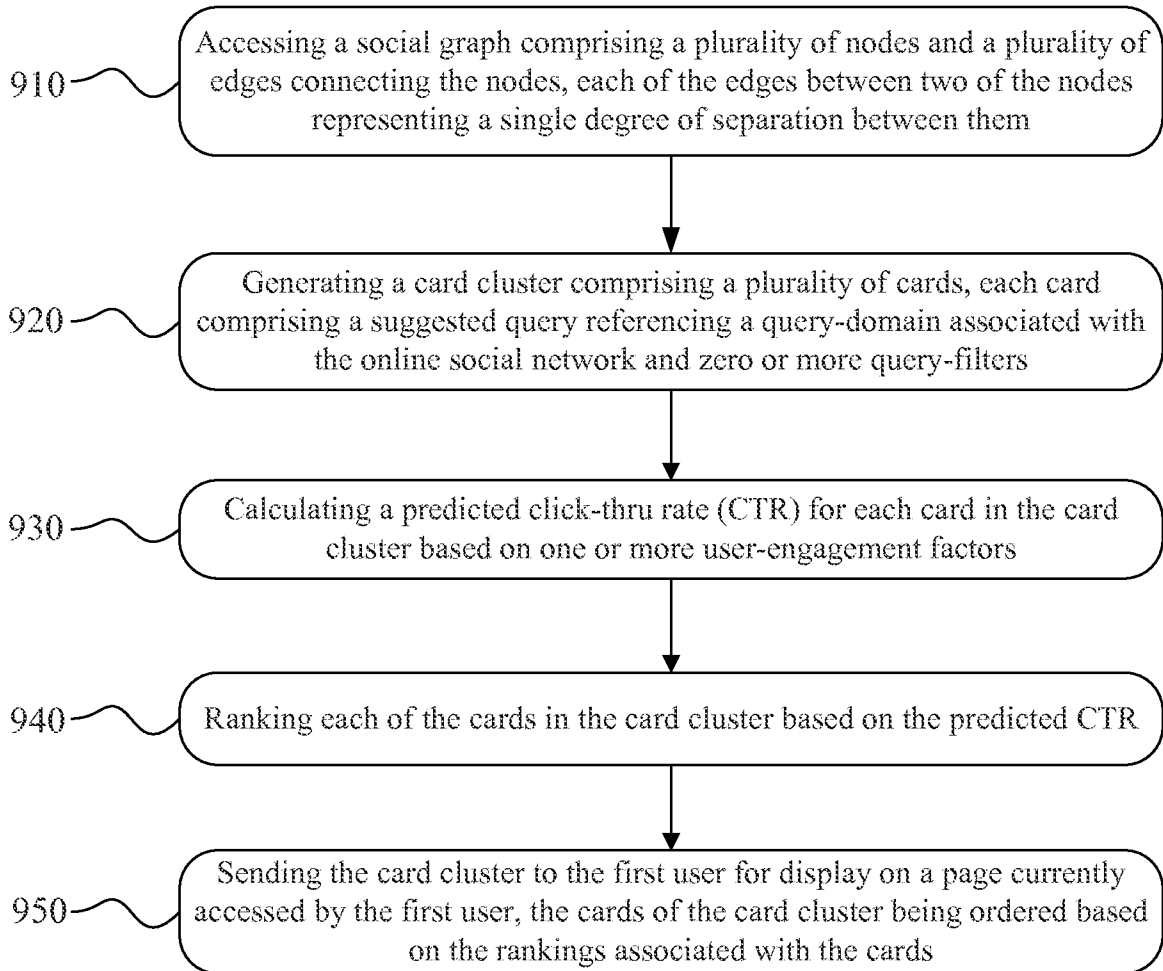 Accessing a social graph comprising a plurality of nodes and a plurality of
910
edges connecting the nodes, each of the edges between two of the nodes
representing a single degree of separation between them
Generating a card cluster comprising a plurality of cards, each card
920
comprising a suggested query referencing a query-domain associated with
the online social network and zero or more query-filters
930
Calculating a predicted click-thru rate (CTR) for each card in the card
cluster based on one or more user-engagement factors
940
Ranking each of the cards in the card cluster based on the predicted CTR
Sending the card cluster to the first user for display on a page currently
950
accessed by the first user, the cards of the card cluster being ordered based
on the rankings associated with the cards